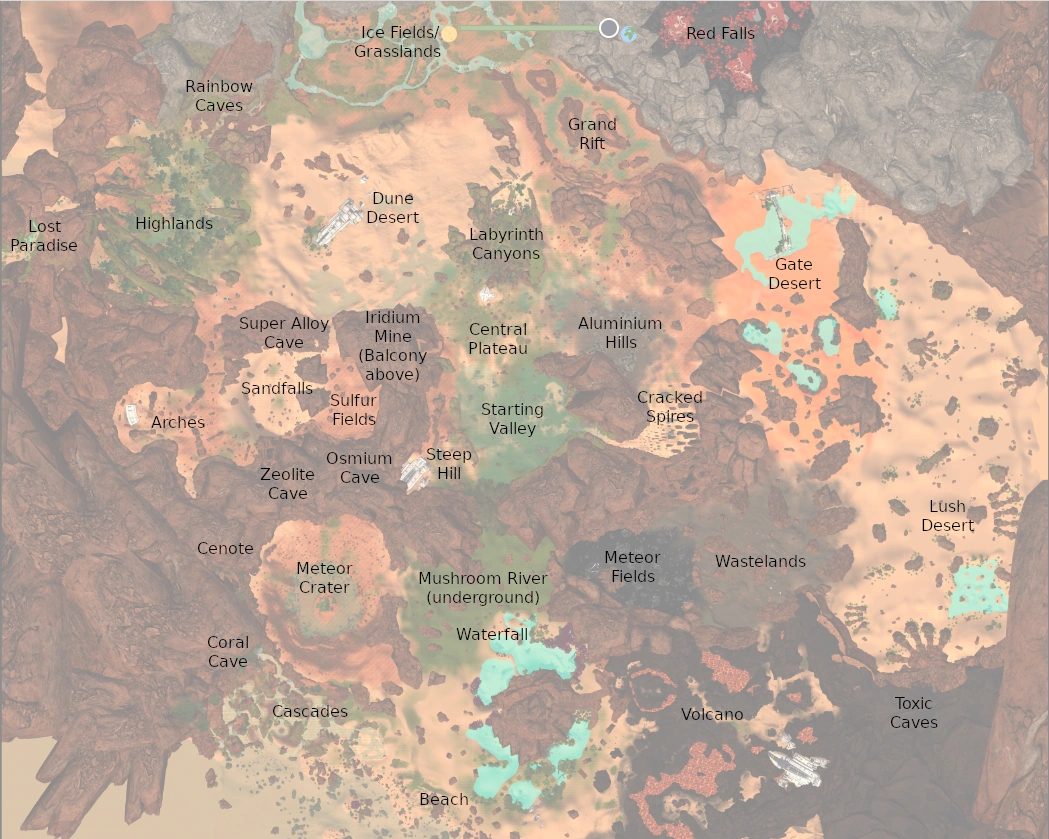 Ice Fields/
Grasslands
Red Falls
Rainbow
Caves
Grand
Rift
Dune
Desert
Highlands
Lost
Paradise
Labyrinth
Canyons
Gate
Desert
Super Alloy
Cave
Iridium
Mine
(Balcony
above)
Central
Plateau
Aluminium
Hills
Sandfalls
Sulfur
Fields
Arches
Starting
Valley
Cracked
Spires
Zeolite
Cave
Osmium
Cave
Steep
Hill
Lush
Desert
Cenote
Meteor
Crater
Mushroom River
(underground)
Meteor
Fields
Wastelands
Waterfall
Coral
Cave
Cascades
Volcano
Toxic
Caves
Beach